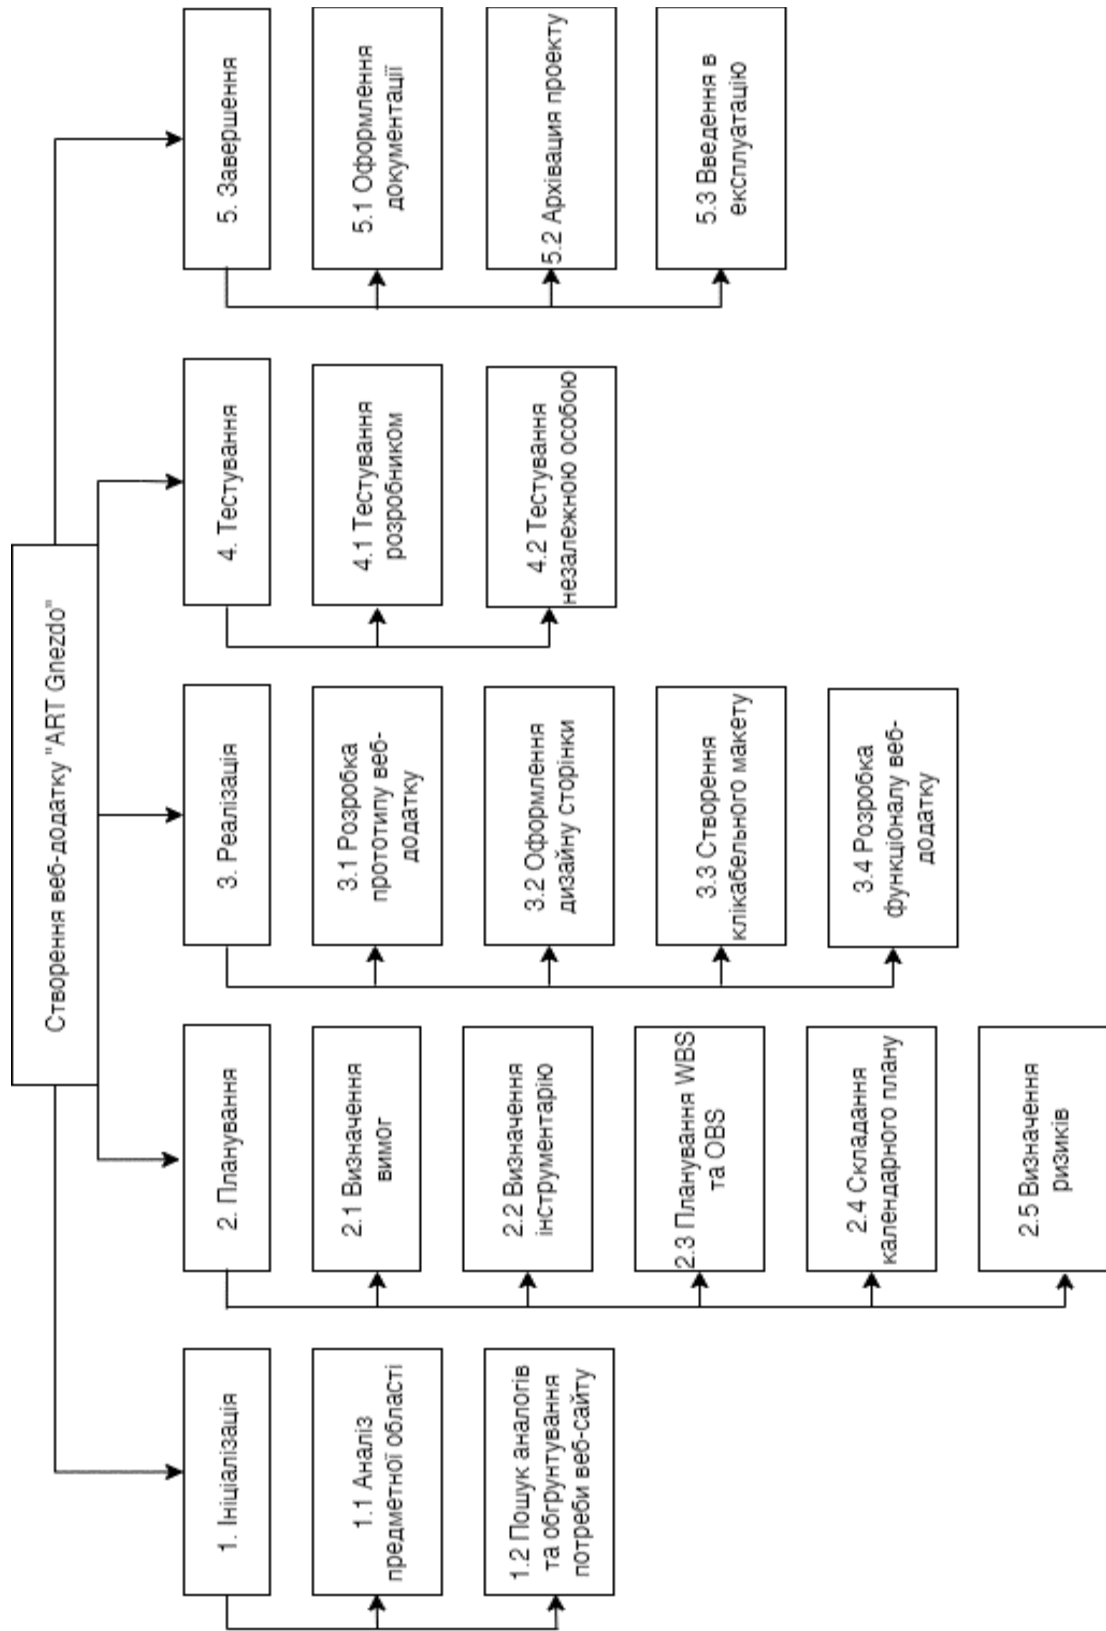 Створення веб-додатку "ART Gnezdo"
1. Ініціалізація
1.1 Аналіз
предметної області
1.2 Пошук аналогів
та обгрунтування
потреби веб-сайту
2. Планування
2.1 Визначення
вимог
2.2 Визначення
інструментарію
2.3 Планування WBS
та OBS
2.4 Складання
календарного плану
2.5 Визначення
ризиків
3. Реалізація
3.1 Розробка
прототипу веб-
додатку
3.2 Оформлення
дизайну сторінки
3.3 Створення
клікабельного макету
3.4 Розробка
функціоналу веб-
додатку
4. Тестування
4.1 Тестування
розробником
4.2 Тестування
незалежною особою
5. Завершення
5.1 Оформлення
документації
5.2 Архівация проекту
5.3 Введення в
експлуатацію